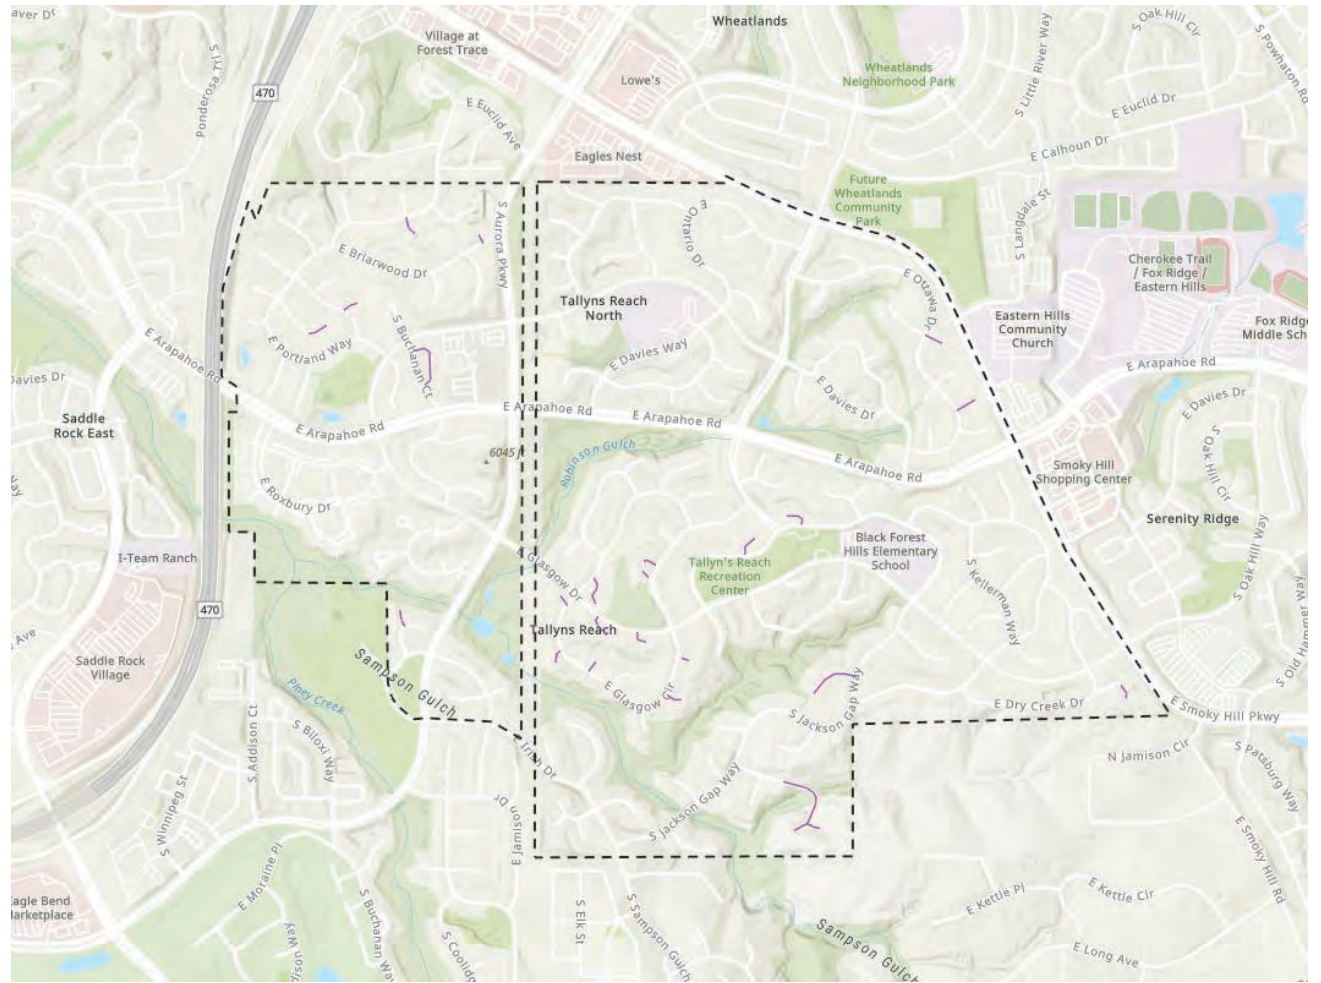 aver Dr
Wheatlands
S Oak Hill Cir
S Powhaton Rd
Village at
Forest Trace
S Little River Way
Ponderosa Trl
Lowe's
Wheatlands
Neighborhood Park
470
E Euclid Ave
E Euclid Dr
E Calhoun Dr
Eagles Nest
Future
Wheatlands
Community
Park
S Langdale St
S Aurora Pkwy
E Ontario Dr
E Briarwood Dr
Cherokee Trail
/ Fox Ridge /
Eastern Hills
E Ottawa Dr
Tallyns Reach
North
Eastern Hills
Community
Church
Fox Ridge
Middle Sch
E Arapahoe Rd
E Portland Way
S Buchanan Ct
E Davies Way
E Arapahoe Rd
Davies Dr
E Davies Dr
E Davies Dr
Saddle
Rock East
E Arapahoe Rd
E Arapahoe Rd
E Arapahoe Rd
6045 ft
Robinson Gulch
E Arapahoe Rd
S Oak Hill Cir
Smoky Hill
Shopping Center
Way
E Roxbury Dr
Serenity Ridge
I-Team Ranch
Black Forest
Hills Elementary
School
S Oak Hill Way
E Glasgow Dr
Tallyn's Reach
Recreation
Center
S Kellerman Way
470
Ave
Tallyns Reach
S Old Hammer Way
Saddle Rock
Village
Sampson Gulch
Piney Creek
E Glasgow Cir
S Jackson Gap Way
E Dry Creek Dr
E Smoky Hill Pkwy
S Addison Ct
S Biloxi Way
E Irish Dr
N Jamison Cir
S Patsburg Way
S Winnipeg St
E Jamison Dr
S Jackson Gap Way
E Smoky Hill Rd
E Moraine Pl
Eagle Bend
Marketplace
S Buchanan Way
S Elk St
S Sampson Gulch
E Kettle Pl
E Kettle Cir
dison Way
S Coolidg
Sampson Gulch
E Long Ave